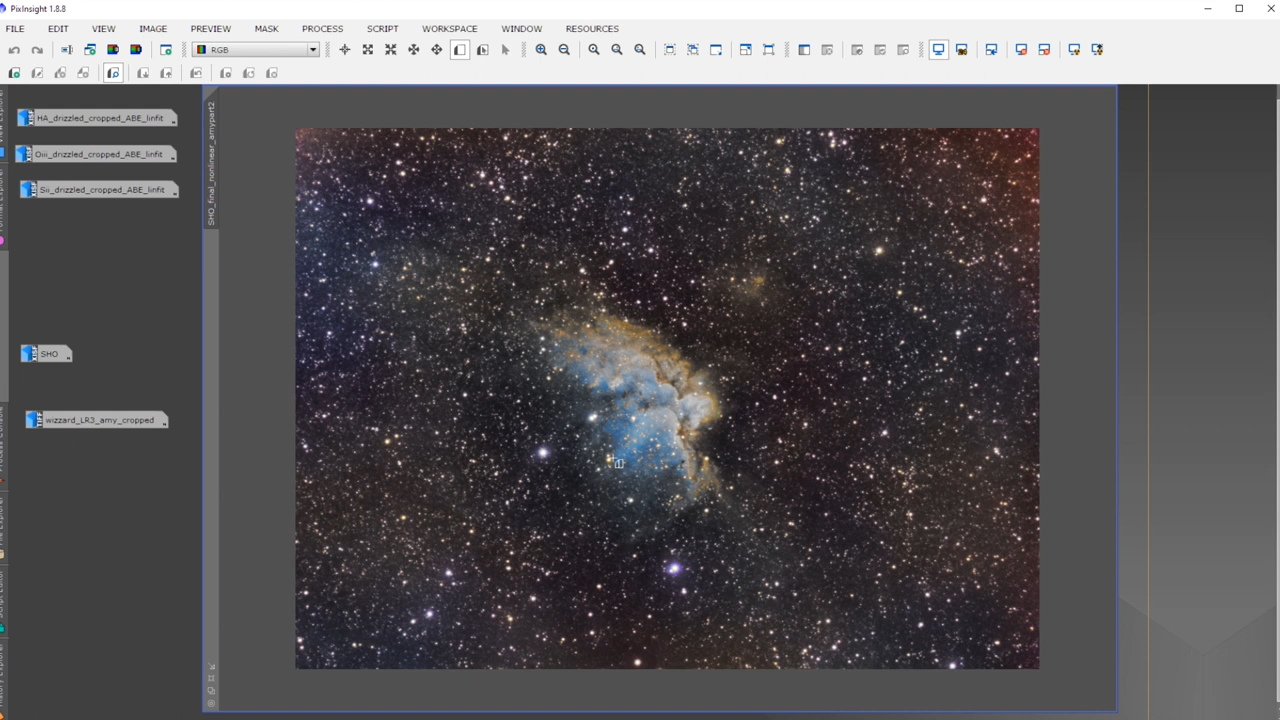 PixInsight 1.8.8
FILE EDIT VIEW IMAGE PREVIEW MASK PROCESS SCRIPT WORKSPACE WINDOW RESOURCES
RGB
HA_drizzled_cropped_ABE_linfit
Oiii_drizzled_cropped_ABE_linfit
Sii_drizzled_cropped_ABE_linfit
SHO
wizzard_LR3_amy_cropped
SHO_final_nonlinear_amypart2